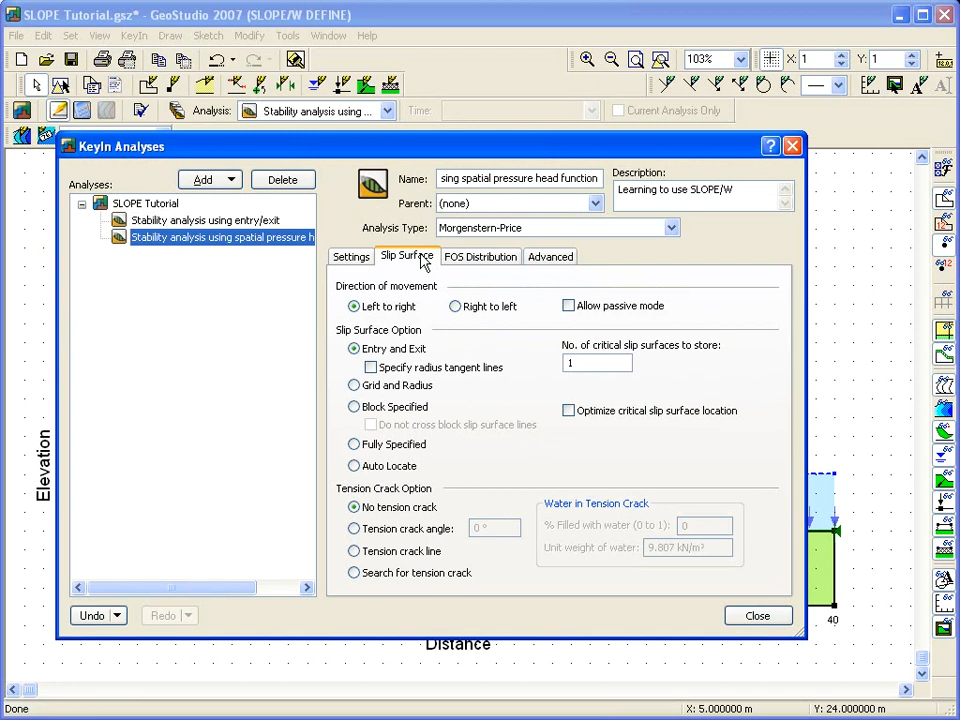 SLOPE Tutorial.gsz* - GeoStudio 2007 (SLOPE/W DEFINE)
File Edit Set View KeyIn Draw Sketch Modify Tools Window Help
103% X: 1 Y: 1
Analysis: Stability analysis using ... Time: Current Analysis Only
KeyIn Analyses
Analyses:
Add Delete
SLOPE Tutorial
Stability analysis using entry/exit
Stability analysis using spatial pressure h
Name: sing spatial pressure head function
Parent: (none)
Description:
Learning to use SLOPE/W
Analysis Type: Morgenstern-Price
Settings Slip Surface FOS Distribution Advanced
Direction of movement
Left to right Right to left Allow passive mode
Slip Surface Option
Entry and Exit
Specify radius tangent lines
Grid and Radius
Block Specified
Do not cross block slip surface lines
Fully Specified
Auto Locate
No. of critical slip surfaces to store:
1
Optimize critical slip surface location
Tension Crack Option
No tension crack
Tension crack angle: 0 °
Tension crack line
Search for tension crack
Water in Tension Crack
% Filled with water (0 to 1): 0
Unit weight of water: 9.807 kN/m³
Undo Redo Close
Elevation
40
Distance
Done X: 5.000000 m Y: 24.000000 m